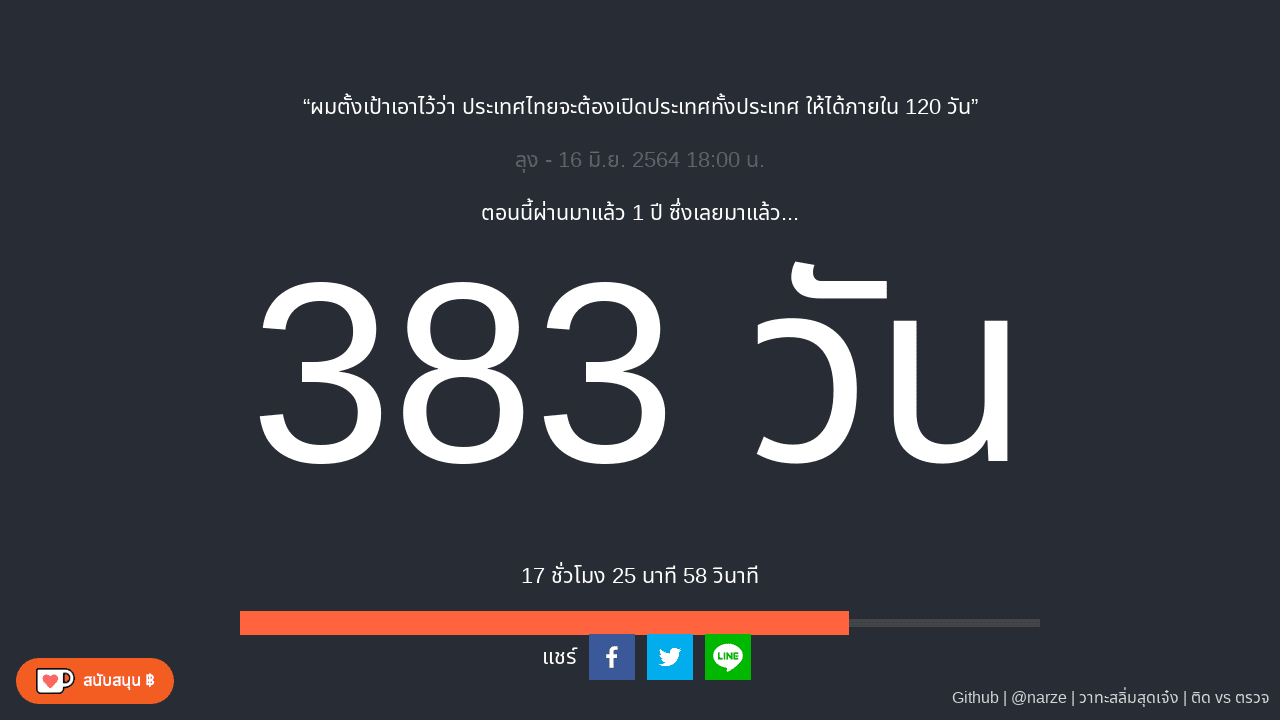 “ผมตั้งเป้าเอาไว้ว่า ประเทศไทยจะต้องเปิดประเทศทั้งประเทศ ให้ได้ภายใน 120 วัน”
ลุง - 16 มิ.ย. 2564 18:00 น.
ตอนนี้ผ่านมาแล้ว 1 ปี ซึ่งเลยมาแล้ว...
383 วัน
17 ชั่วโมง 25 นาที 58 วินาที
แชร์
LINE
สนับสนุน ฿
Github | @narze | วาทะสลิ่มสุดเจ๋ง | ติด vs ตรวจ